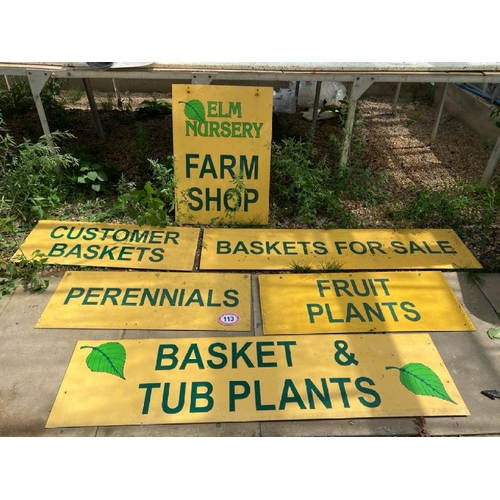 ELM
NURSERY
FARM
SHOP
CUSTOMER
BASKETS
BASKETS FOR SALE
PERENNIALS
113
FRUIT
PLANTS
BASKET &
TUB PLANTS